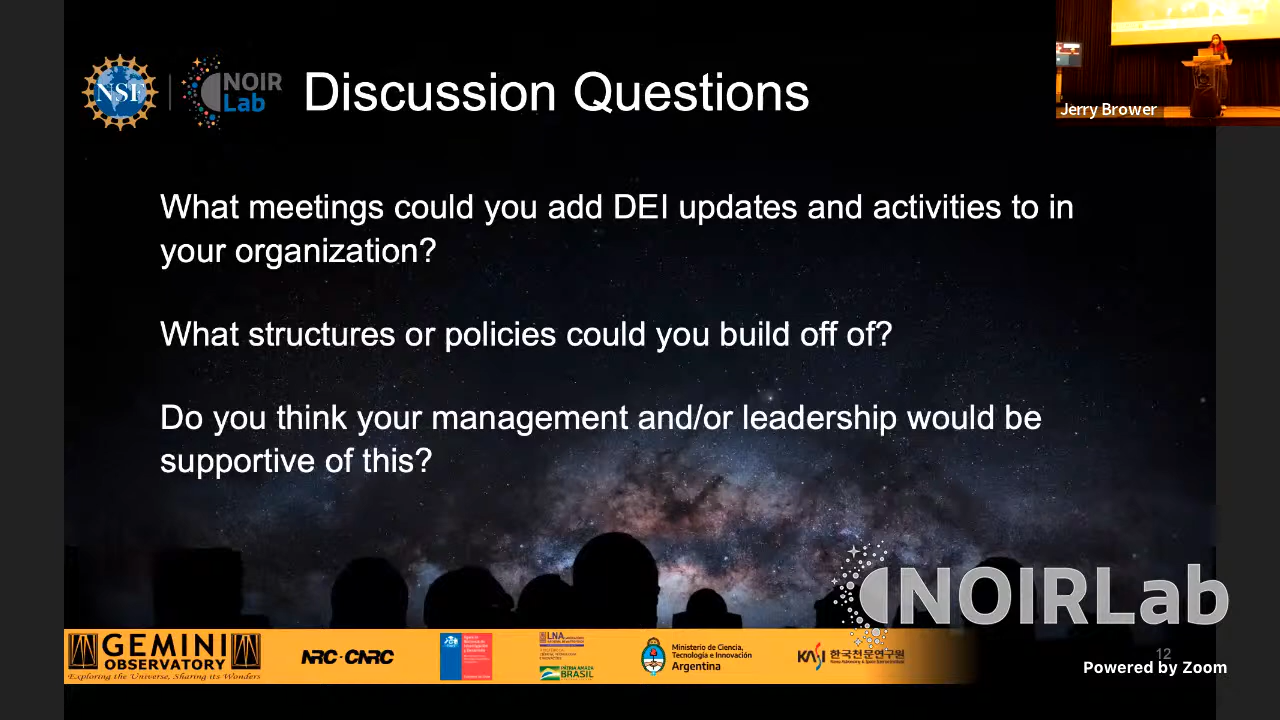 NSF
NOIR
Lab
Discussion Questions
Jerry Brower
What meetings could you add DEI updates and activities to in
your organization?
What structures or policies could you build off of?
Do you think your management and/or leadership would be
supportive of this?
NOIRLab
GEMINI
OBSERVATORY
Exploring the Universe, Sharing its Wonders
NRC·CNRC
LNA
PÁTRIA AMADA
BRASIL
Ministerio de Ciencia,
Tecnología e Innovación
Argentina
KASI 한국천문연구원
12
Powered by Zoom